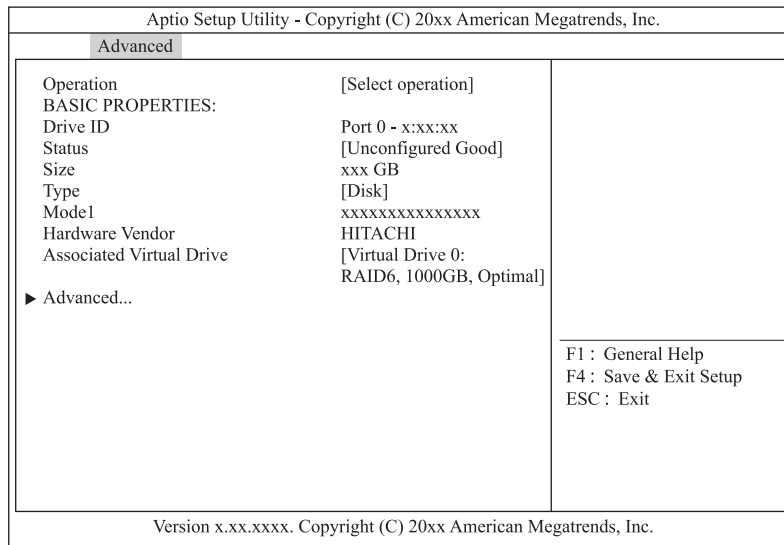 Aptio Setup Utility - Copyright (C) 20xx American Megatrends, Inc.
Advanced
Operation [Select operation]
BASIC PROPERTIES:
Drive ID Port 0 - x:xx:xx
Status [Unconfigured Good]
Size xxx GB
Type [Disk]
Mode1 xxxxxxxxxxxxxxx
Hardware Vendor HITACHI
Associated Virtual Drive [Virtual Drive 0:
RAID6, 1000GB, Optimal]
▶ Advanced...
F1 : General Help
F4 : Save & Exit Setup
ESC : Exit
Version x.xx.xxxx. Copyright (C) 20xx American Megatrends, Inc.